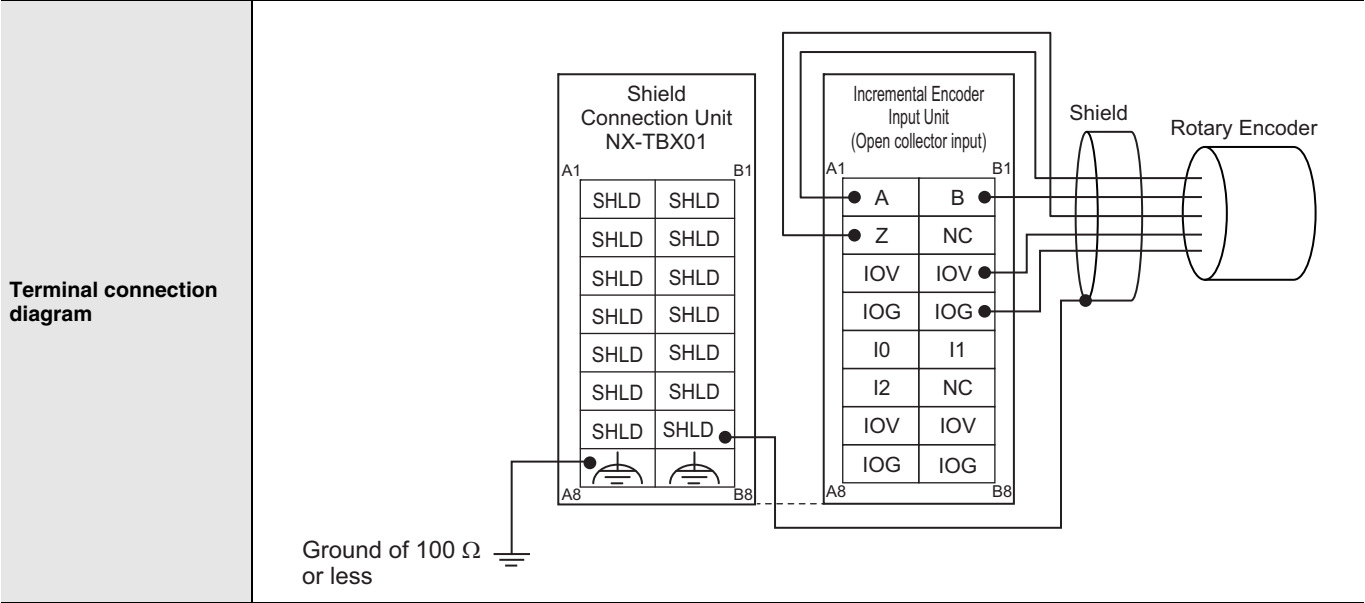 Terminal connection
diagram
Shield
Connection Unit
NX-TBX01
A1 B1
SHLD SHLD
SHLD SHLD
SHLD SHLD
SHLD SHLD
SHLD SHLD
SHLD SHLD
SHLD SHLD
A8 B8
Ground of 100 Ω
or less
Incremental Encoder
Input Unit
(Open collector input)
A1 B1
A B
Z NC
IOV IOV
IOG IOG
I0 I1
I2 NC
IOV IOV
IOG IOG
A8 B8
Shield
Rotary Encoder